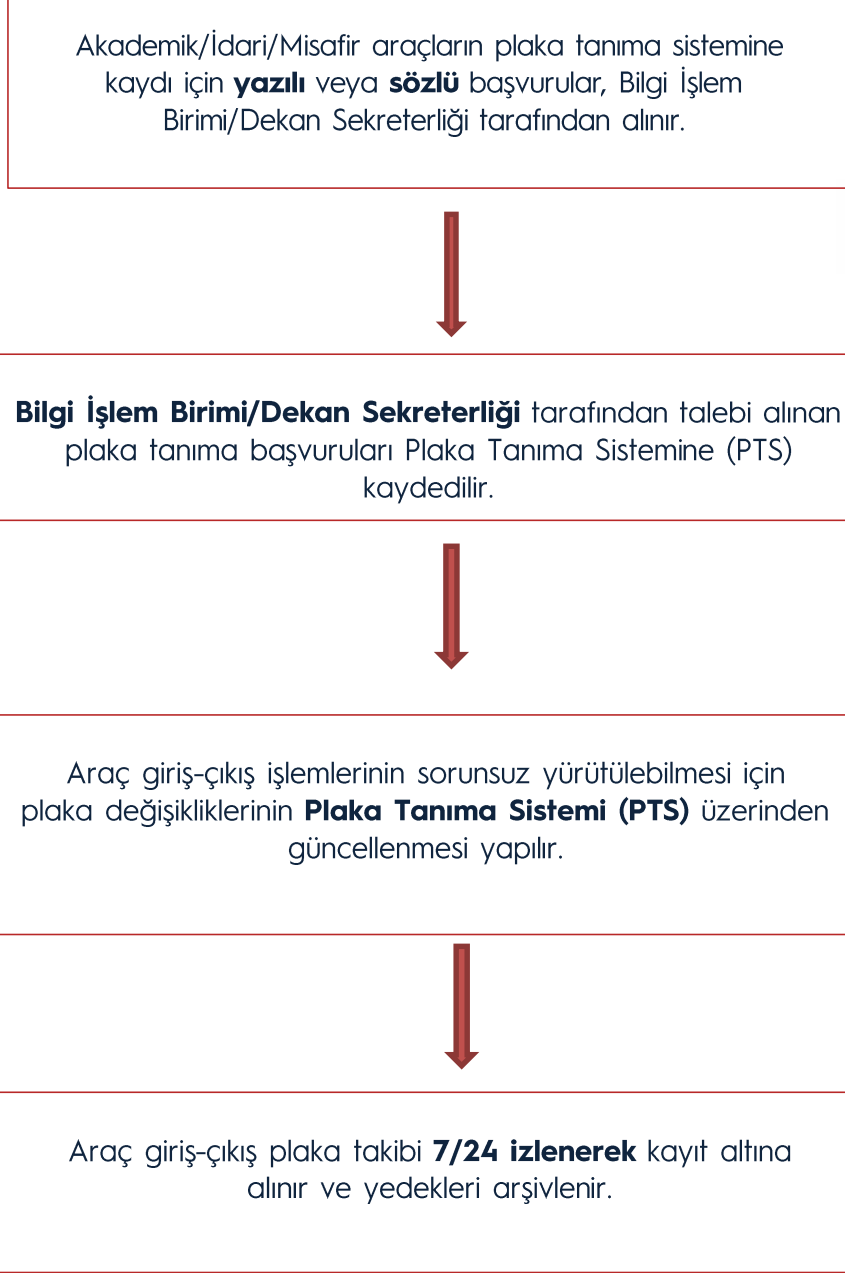 Akademik/İdari/Misafir araçların plaka tanıma sistemine
kaydı için yazılı veya sözlü başvurular, Bilgi İşlem
Birimi/Dekan Sekreterliği tarafından alınır.
Bilgi İşlem Birimi/Dekan Sekreterliği tarafından talebi alınan
plaka tanıma başvuruları Plaka Tanıma Sistemine (PTS)
kaydedilir.
Araç giriş-çıkış işlemlerinin sorunsuz yürütülebilmesi için
plaka değişikliklerinin Plaka Tanıma Sistemi (PTS) üzerinden
güncellenmesi yapılır.
Araç giriş-çıkış plaka takibi 7/24 izlenerek kayıt altına
alınır ve yedekleri arşivlenir.